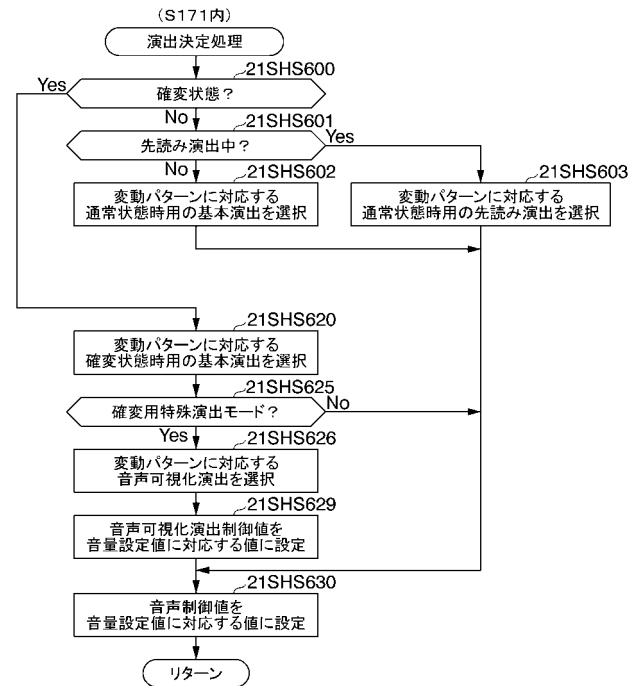 (S171内)
演出決定処理
21SHS600
Yes
確変状態？
No
21SHS601
先読み演出中？
Yes
No
21SHS602
変動パターンに対応する
通常状態時用の基本演出を選択
21SHS603
変動パターンに対応する
通常状態時用の先読み演出を選択
21SHS620
変動パターンに対応する
確変状態時用の基本演出を選択
21SHS625
確変用特殊演出モード？
No
Yes
21SHS626
変動パターンに対応する
音声可視化演出を選択
21SHS629
音声可視化演出制御値を
音量設定値に対応する値に設定
21SHS630
音声制御値を
音量設定値に対応する値に設定
リターン